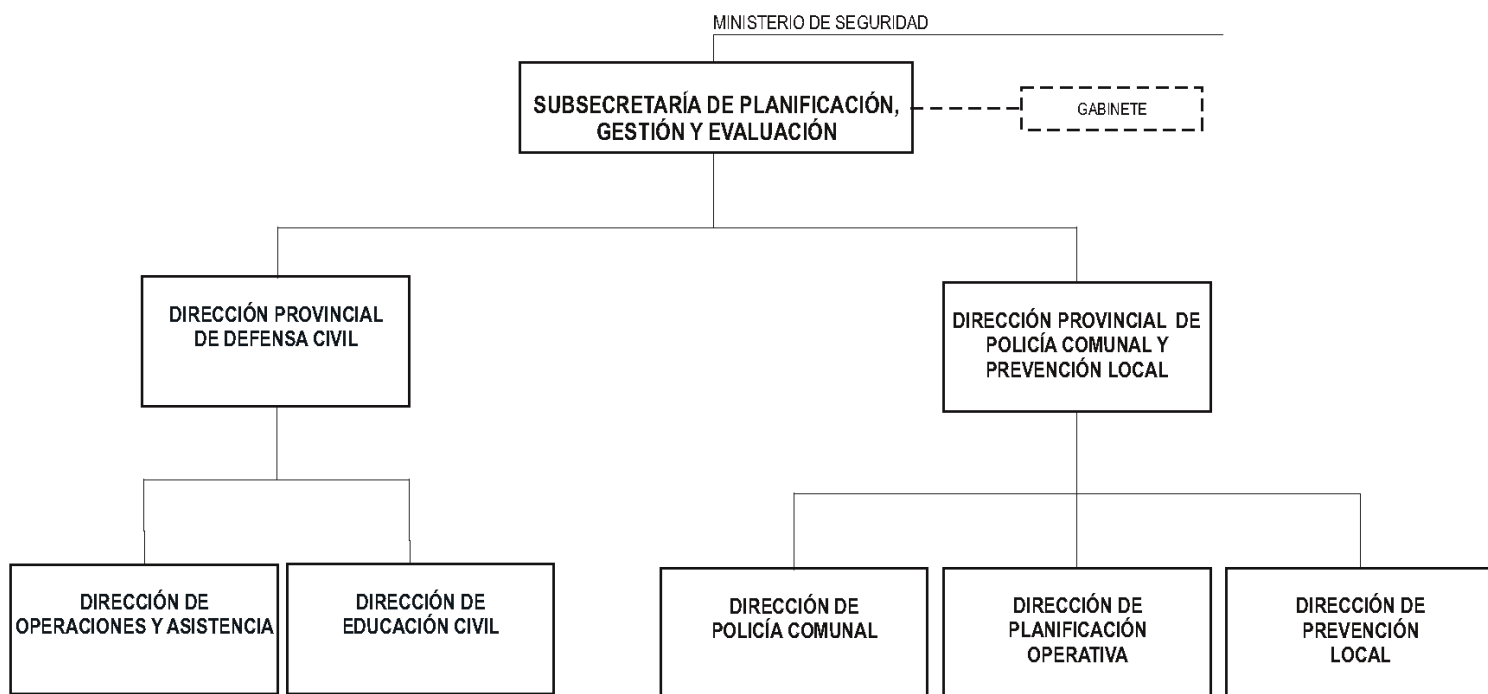 MINISTERIO DE SEGURIDAD
SUBSECRETARÍA DE PLANIFICACIÓN,
GESTIÓN Y EVALUACIÓN
GABINETE
DIRECCIÓN PROVINCIAL
DE DEFENSA CIVIL
DIRECCIÓN PROVINCIAL DE
POLICÍA COMUNAL Y
PREVENCIÓN LOCAL
DIRECCIÓN DE
OPERACIONES Y ASISTENCIA
DIRECCIÓN DE
EDUCACIÓN CIVIL
DIRECCIÓN DE
POLICÍA COMUNAL
DIRECCIÓN DE
PLANIFICACIÓN
OPERATIVA
DIRECCIÓN DE
PREVENCIÓN
LOCAL